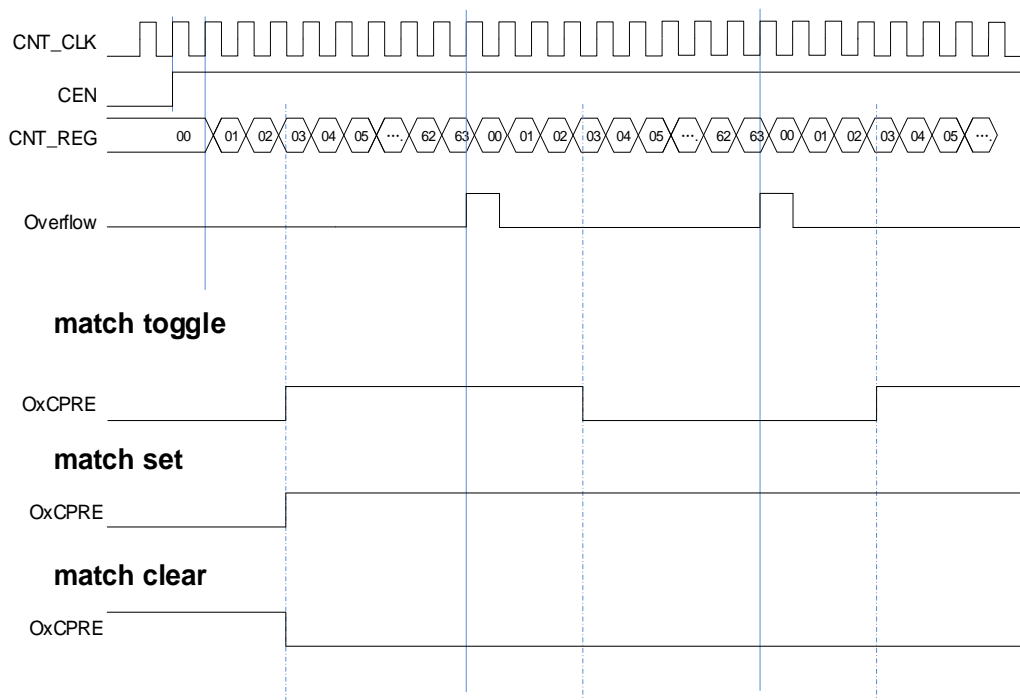 CNT_CLK
CEN
CNT_REG 00 01 02 03 04 05 .... 62 63 00 01 02 03 04 05 .... 62 63 00 01 02 03 04 05 ....
Overflow
match toggle
OxCPRE
match set
OxCPRE
match clear
OxCPRE